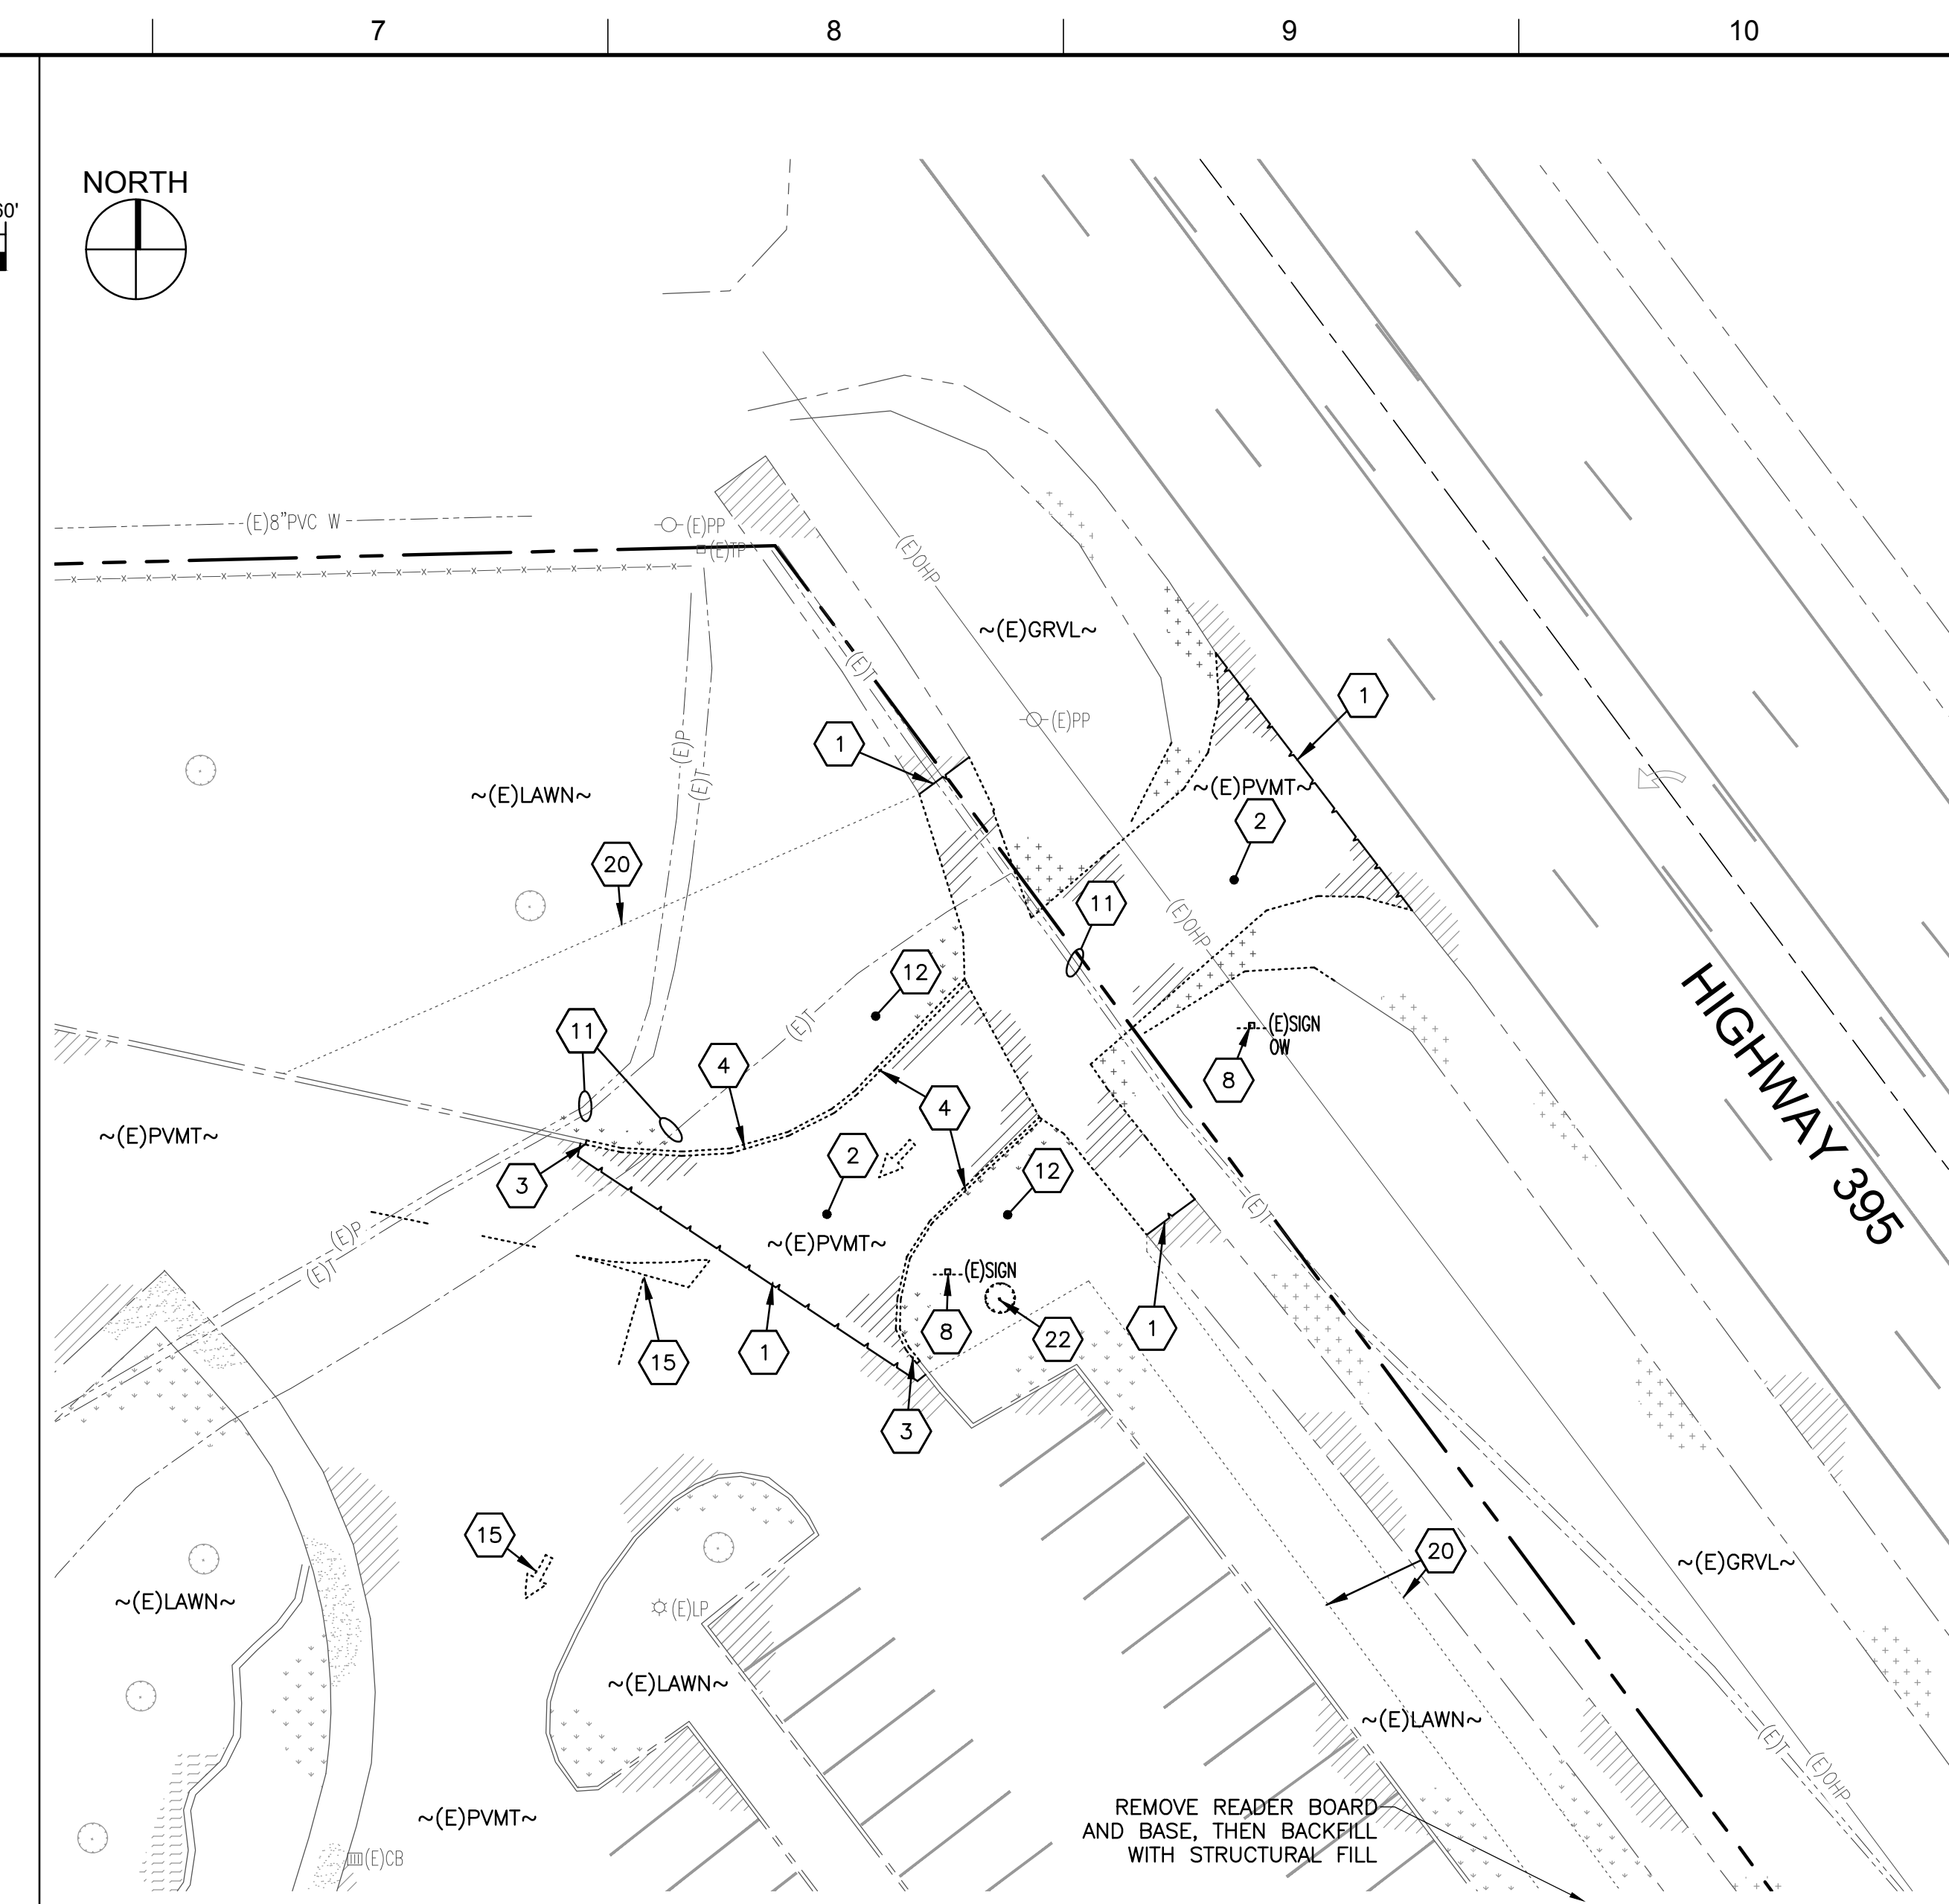 7
8
9
10
60'
NORTH
(E)8"PVC W
(E)PP
(E)TP
(E)OHP
~(E)GRVL~
(E)T
1
(E)PP
1
(E)P
(E)T
~(E)LAWN~
~(E)PVMT~
2
20
11
(E)OHP
12
(E)T
11
4
(E)SIGN
OW
8
HIGHWAY 395
4
~(E)PVMT~
2
12
3
(E)T
(E)P
(E)T
~(E)PVMT~
(E)SIGN
8
22
1
15
1
3
15
20
~(E)GRVL~
~(E)LAWN~
(E)LP
~(E)LAWN~
~(E)LAWN~
(E)T
(E)OHP
~(E)PVMT~
REMOVE READER BOARD
AND BASE, THEN BACKFILL
WITH STRUCTURAL FILL
(E)CB